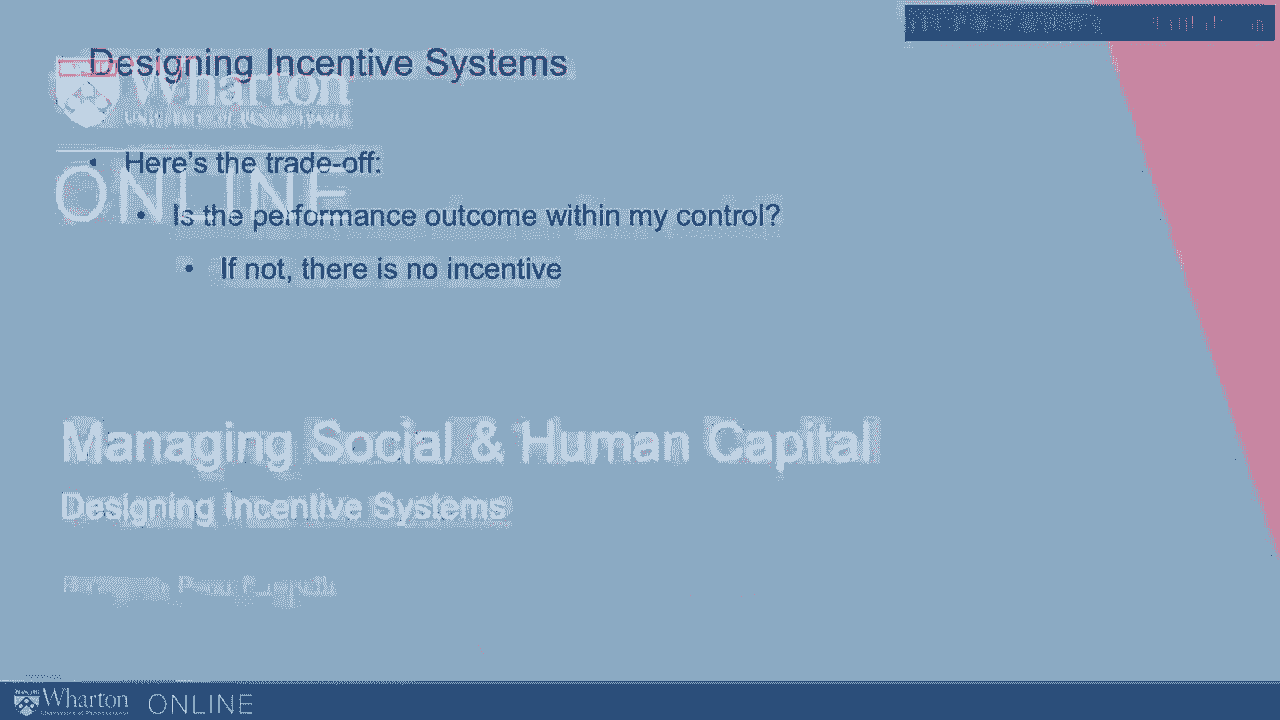 Designing Incentive Systems
Wharton
UNIVERSITY OF PENNSYLVANIA
ONLINE
• Here's the trade-off:
• Is the performance outcome within my control?
• If not, there is no incentive
Managing Social & Human Capital
Designing Incentive Systems
Wharton
ONLINE